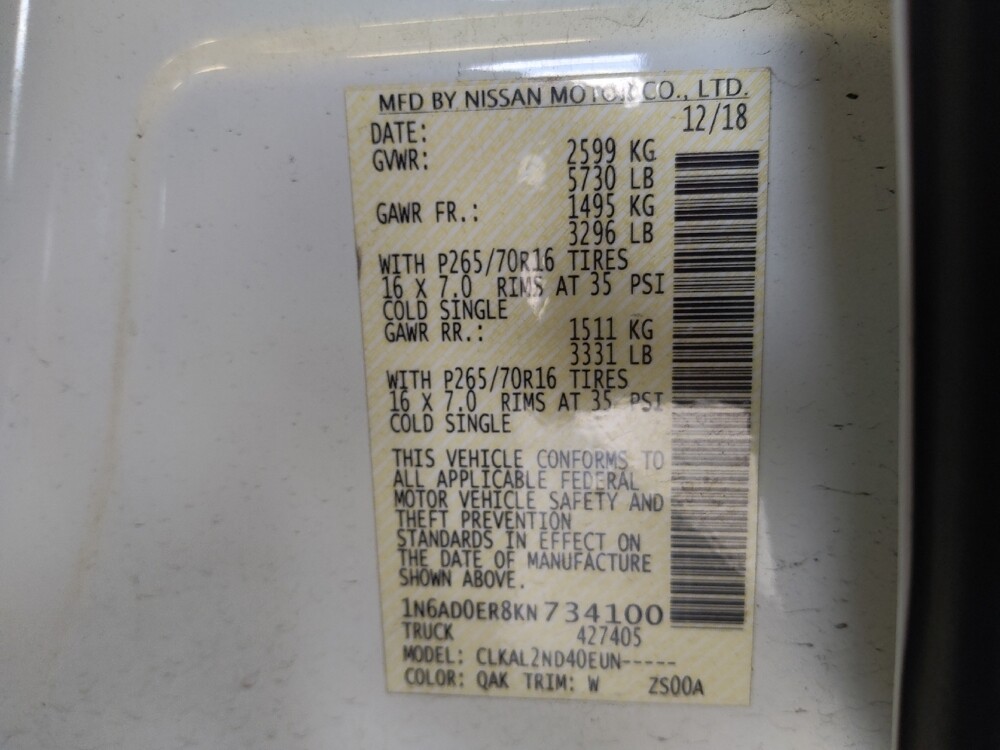 MFD BY NISSAN MOTOR CO., LTD.
DATE: 12/18
GVWR: 2599 KG
5730 LB
GAWR FR.: 1495 KG
3296 LB
WITH P265/70R16 TIRES
16 X 7.0 RIMS AT 35 PSI
COLD SINGLE
GAWR RR.: 1511 KG
3331 LB
WITH P265/70R16 TIRES
16 X 7.0 RIMS AT 35 PSI
COLD SINGLE
THIS VEHICLE CONFORMS TO
ALL APPLICABLE FEDERAL
MOTOR VEHICLE SAFETY AND
THEFT PREVENTION
STANDARDS IN EFFECT ON
THE DATE OF MANUFACTURE
SHOWN ABOVE.
1N6AD0ER8KN734100
TRUCK 427405
MODEL: CLKAL2ND40EUN-----
COLOR: QAK TRIM: W ZS00A